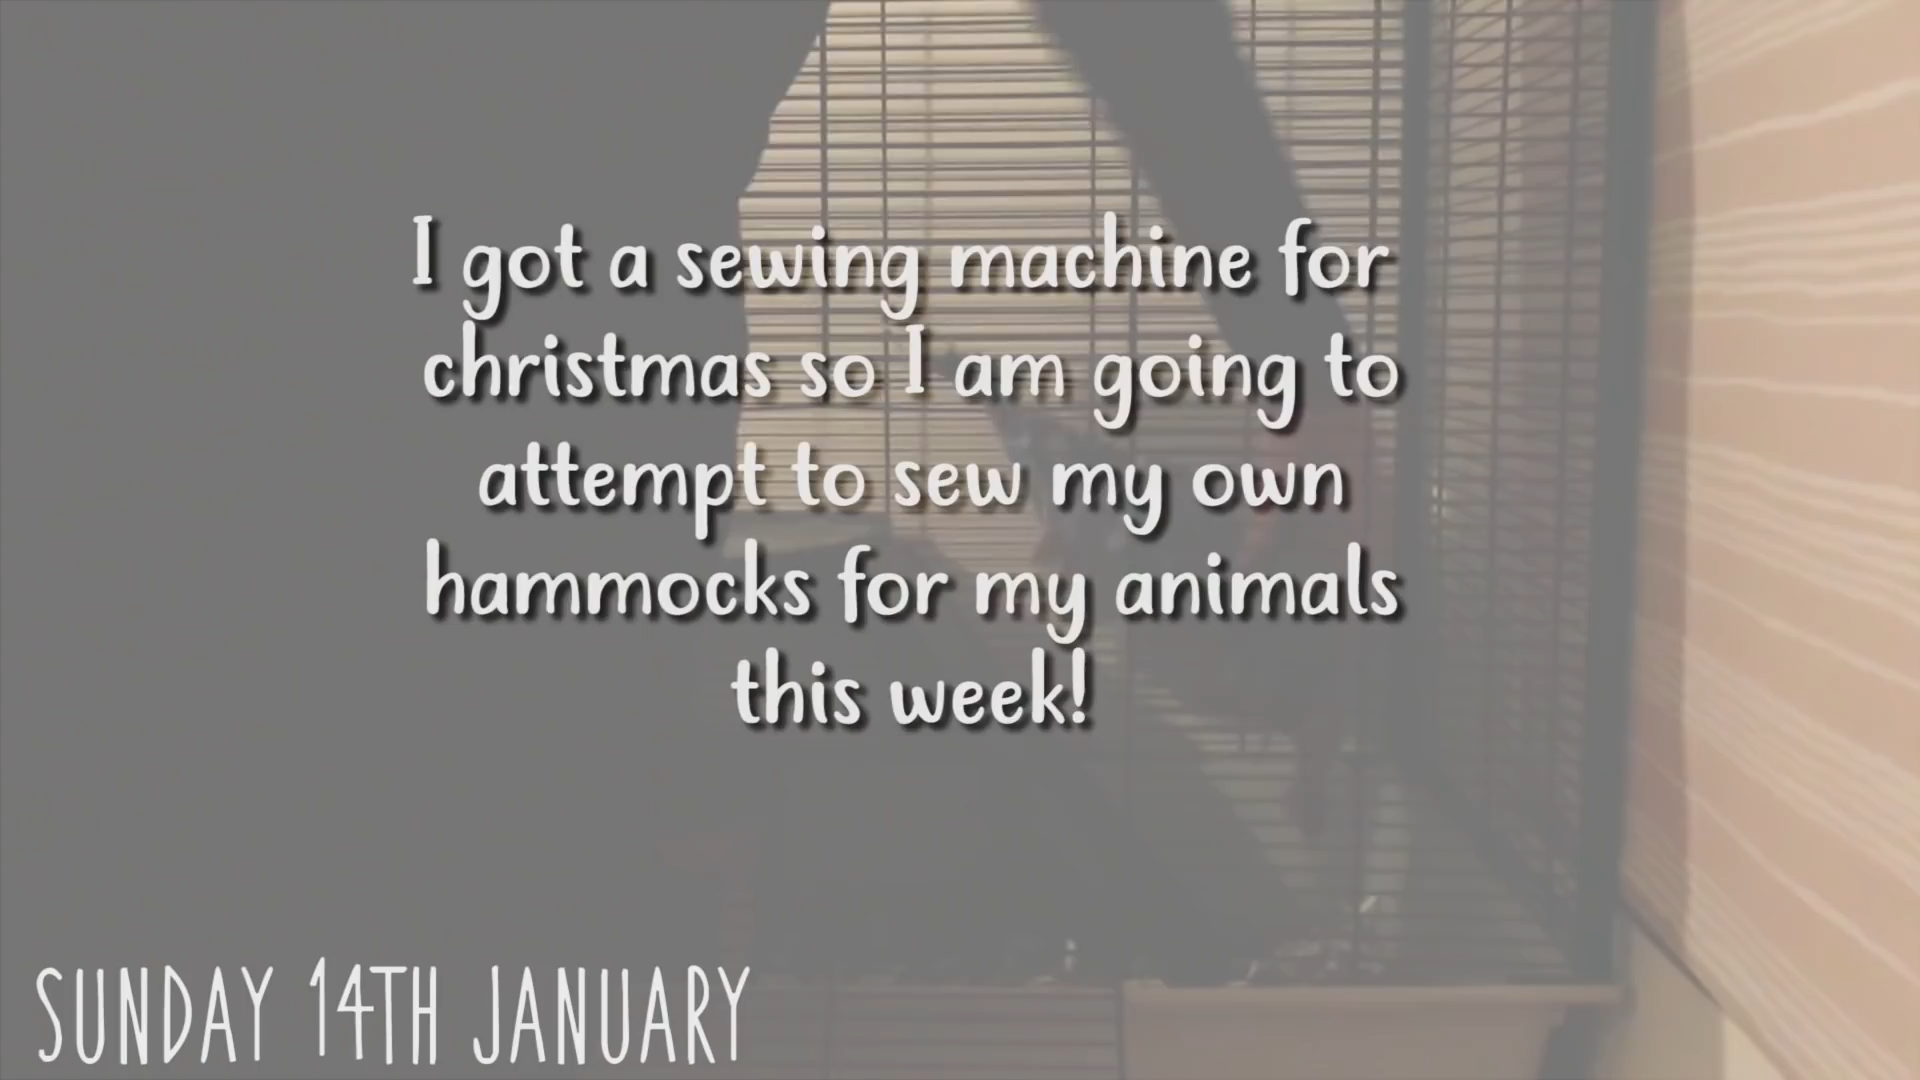 I got a sewing machine for
christmas so I am going to
attempt to sew my own
hammocks for my animals
this week!
SUNDAY 14TH JANUARY